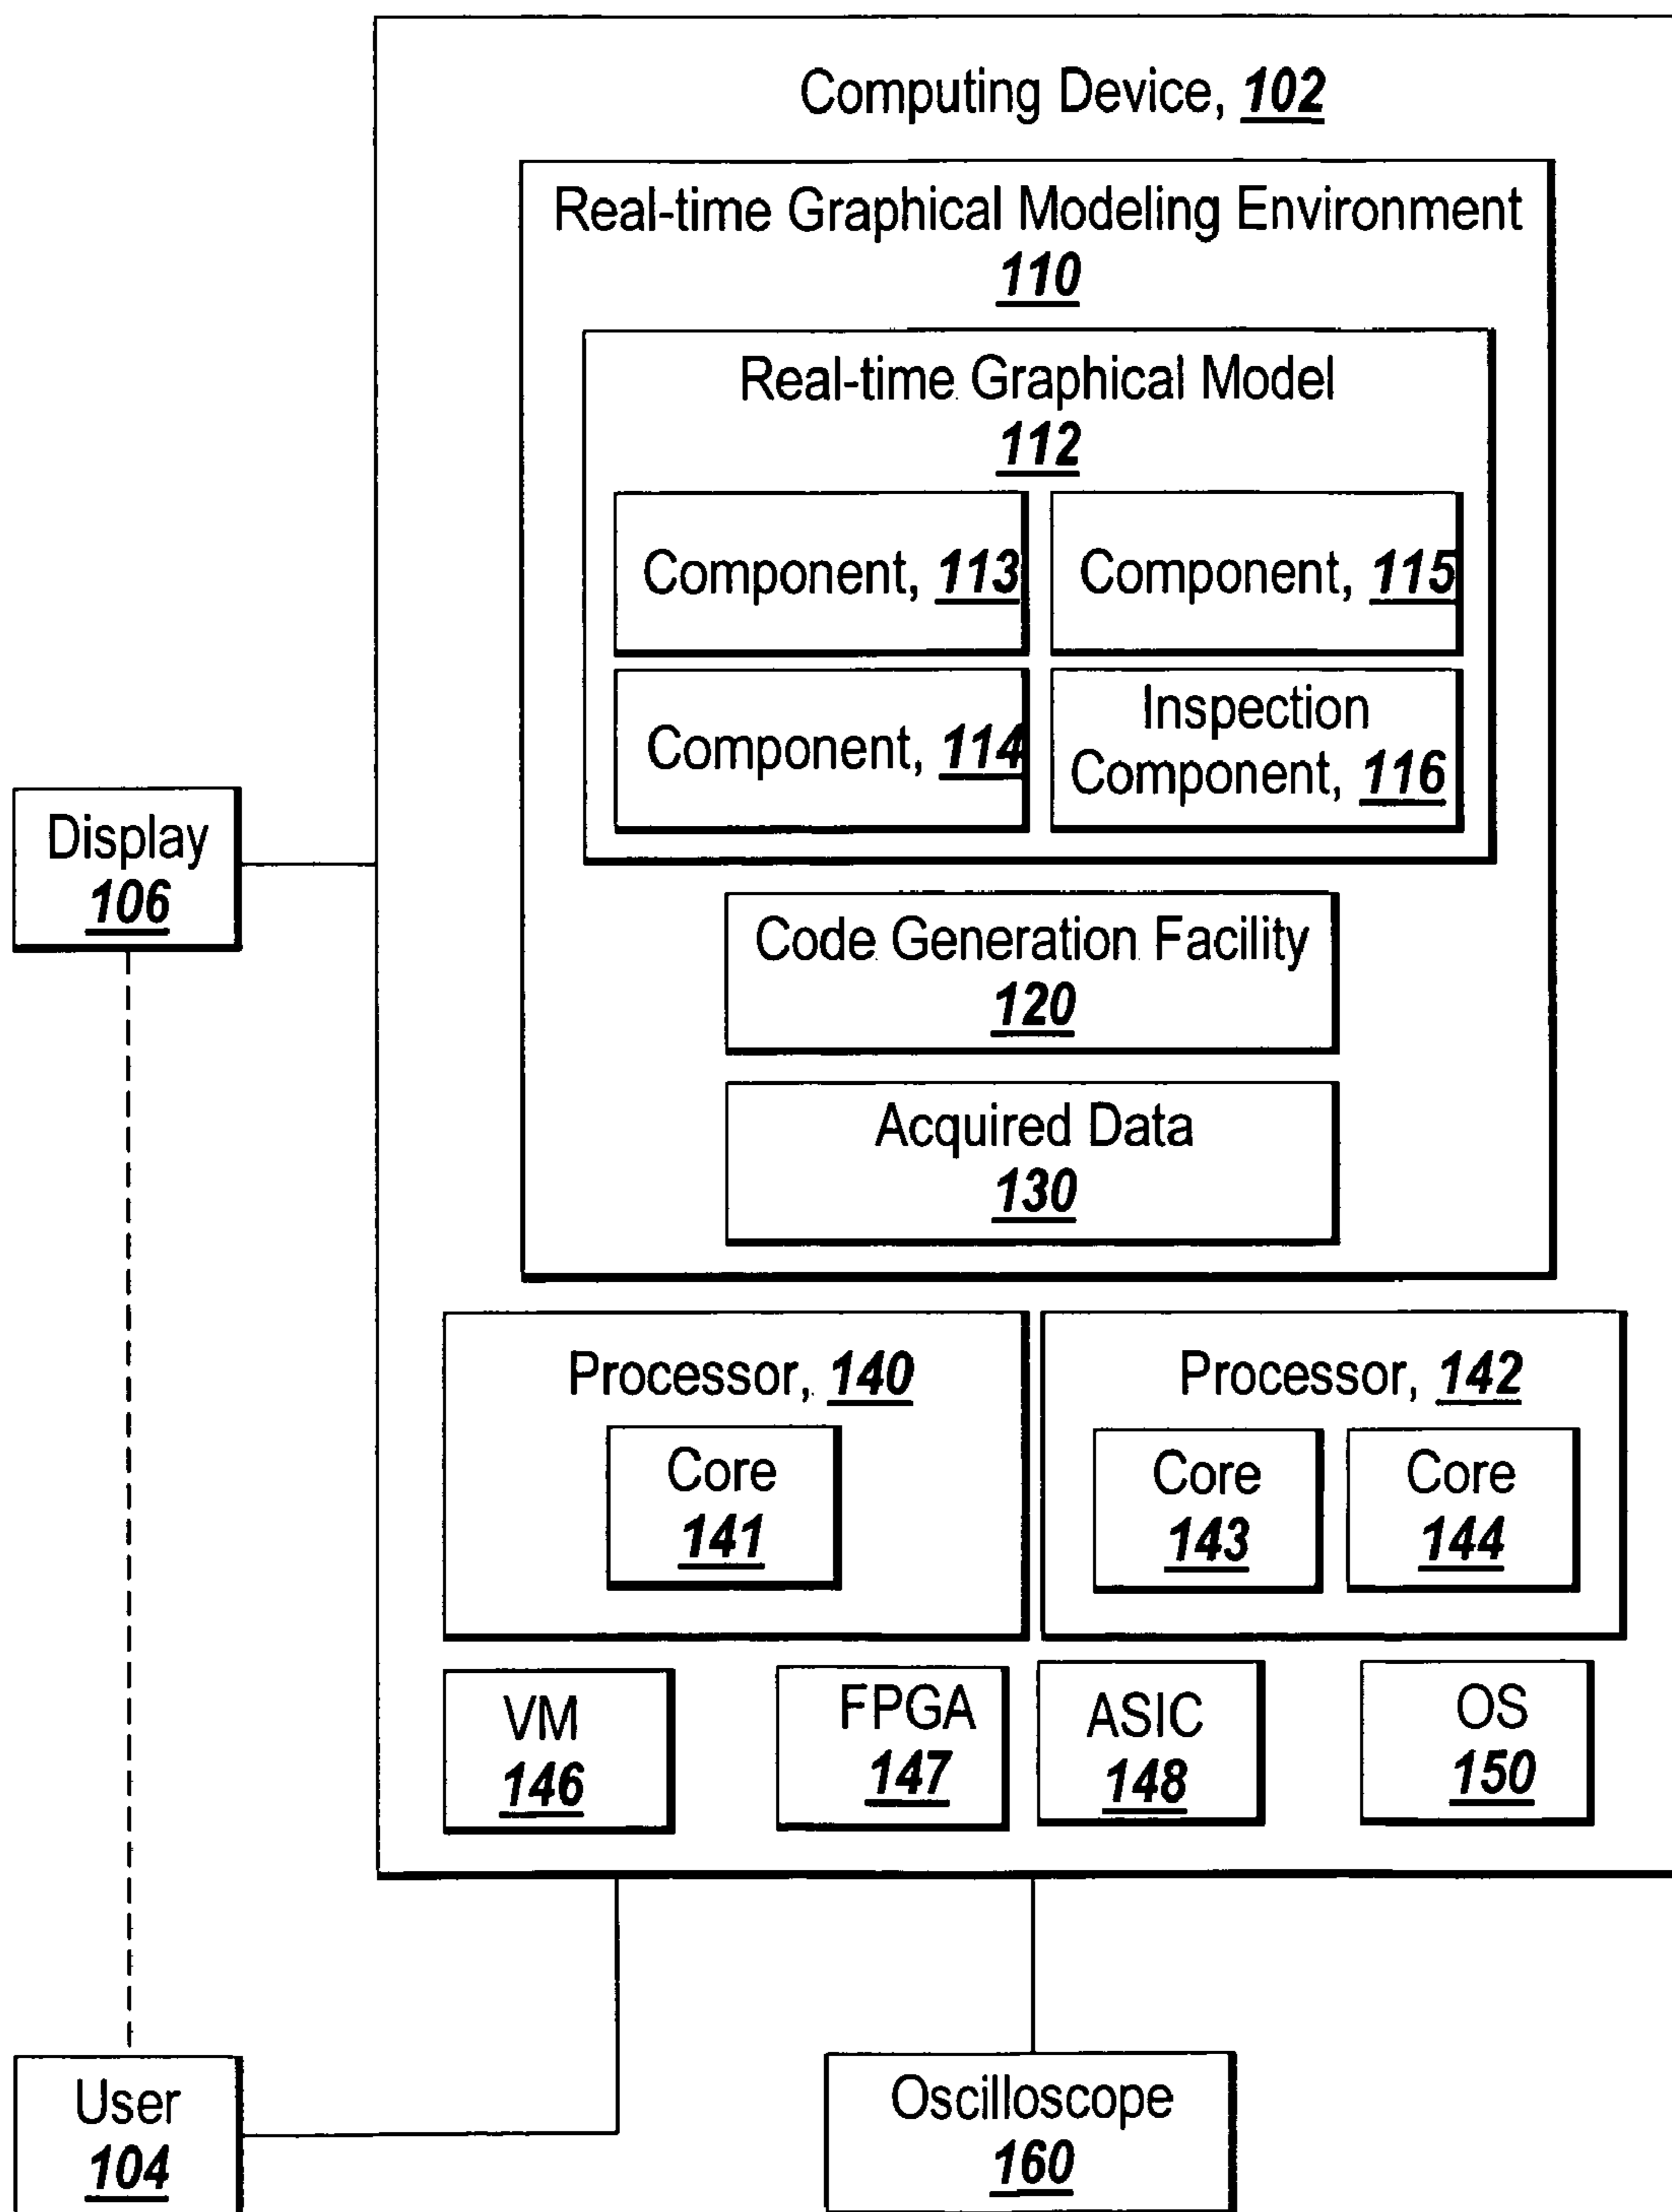 Computing Device, 102
Real-time Graphical Modeling Environment
110
Real-time Graphical Model
112
Component, 113
Component, 115
Component, 114
Inspection
Component, 116
Display
106
Code Generation Facility
120
Acquired Data
130
Processor, 140
Core
141
Processor, 142
Core
143
Core
144
VM
146
FPGA
147
ASIC
148
OS
150
User
104
Oscilloscope
160